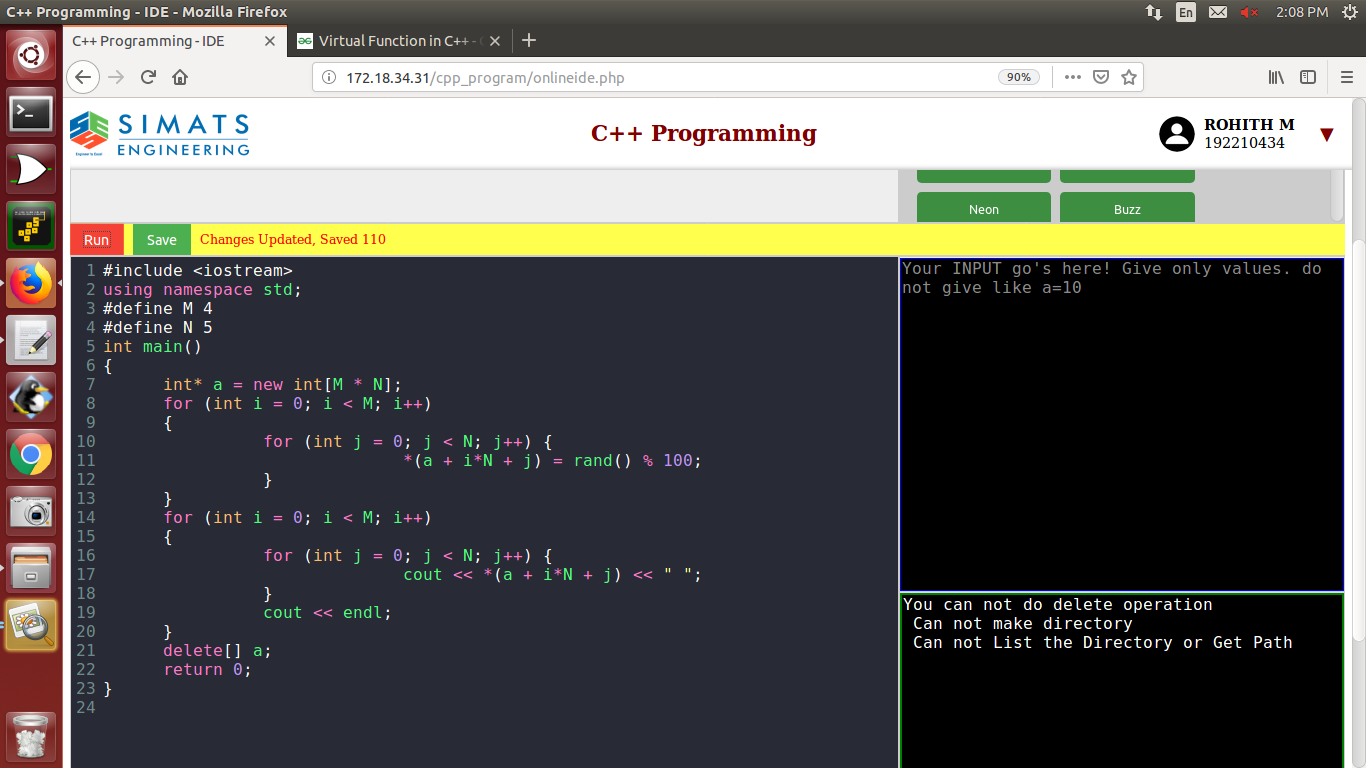 C++ Programming - IDE - Mozilla Firefox
En
2:08 PM
C++ Programming - IDE
Virtual Function in C++ -
172.18.34.31/cpp_program/onlineide.php
90%
SIMATS
ENGINEERING
Engineer to Excel
C++ Programming
ROHITH M
192210434
Neon
Buzz
Run
Save
Changes Updated, Saved 110
1 #include <iostream>
2 using namespace std;
3 #define M 4
4 #define N 5
5 int main()
6 {
7 int* a = new int[M * N];
8 for (int i = 0; i < M; i++)
9 {
10 for (int j = 0; j < N; j++) {
11 *(a + i*N + j) = rand() % 100;
12 }
13 }
14 for (int i = 0; i < M; i++)
15 {
16 for (int j = 0; j < N; j++) {
17 cout << *(a + i*N + j) << " ";
18 }
19 cout << endl;
20 }
21 delete[] a;
22 return 0;
23 }
24
Your INPUT go's here! Give only values. do
not give like a=10
You can not do delete operation
Can not make directory
Can not List the Directory or Get Path